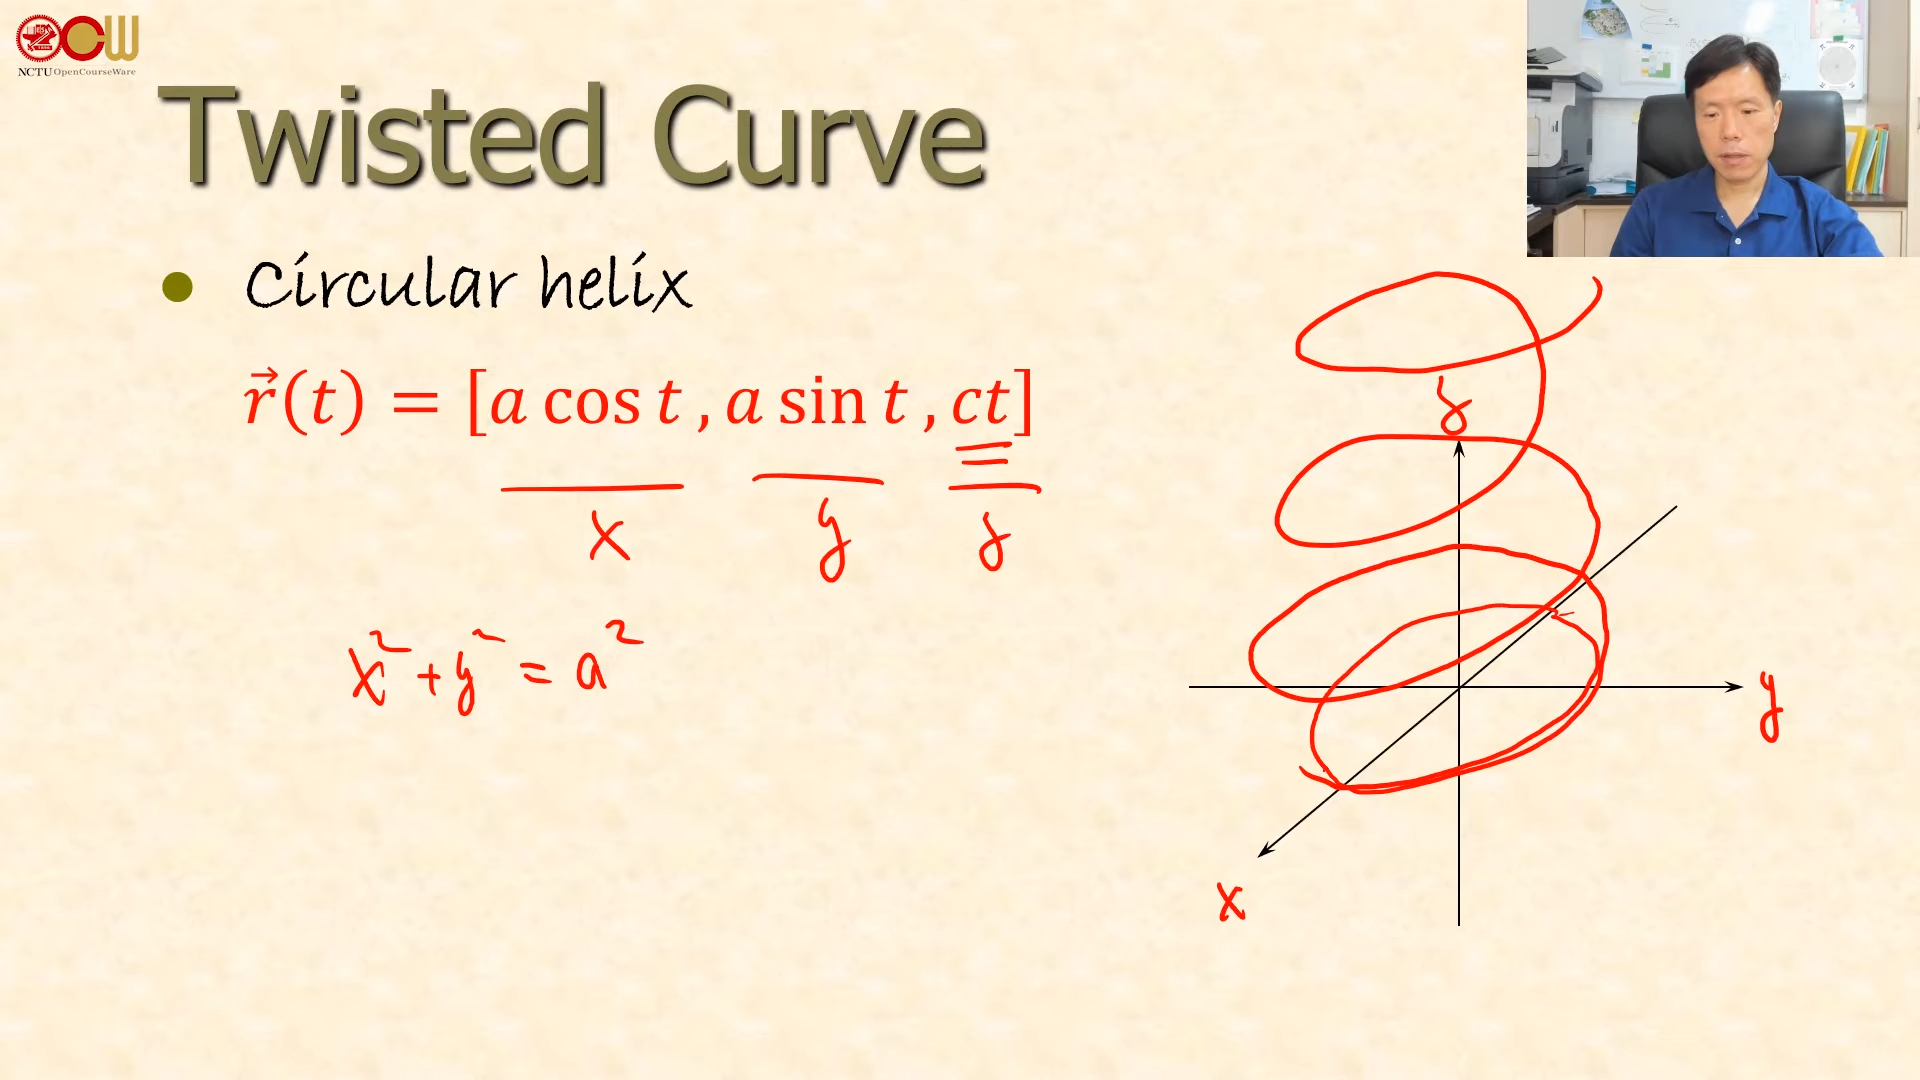 NCTU OpenCourseWare
Twisted Curve
• Circular helix
r⃗(t) = [a cos t , a sin t , ct]
x y z
x² + y² = a²
z
y
x